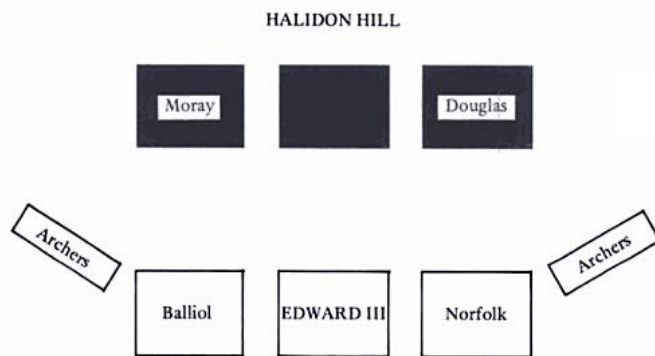 HALIDON HILL
Moray
Douglas
Archers
Archers
Balliol
EDWARD III
Norfolk